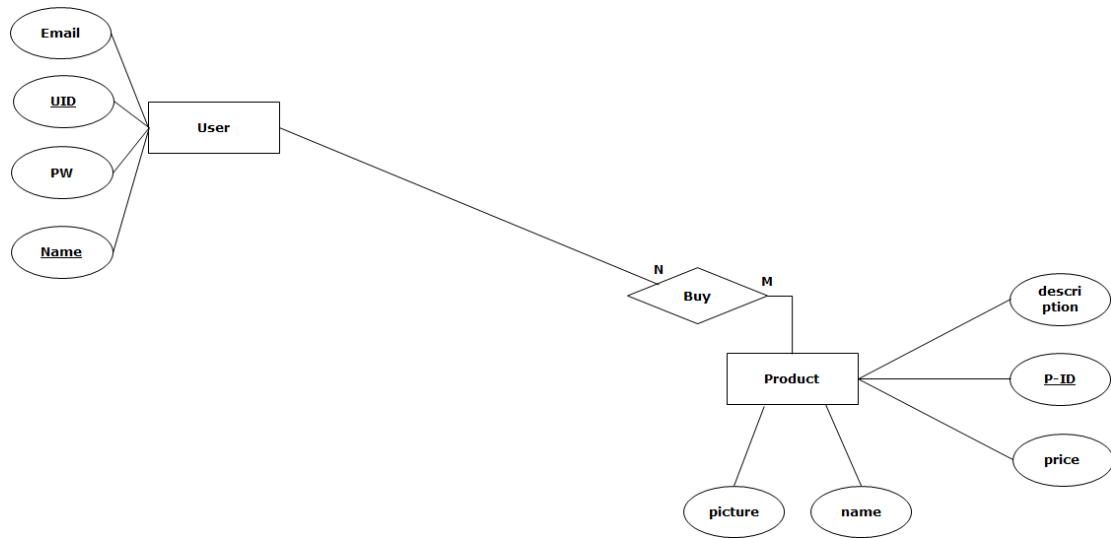 Email
UID
User
PW
Name
N
M
Buy
descri
ption
Product
P-ID
price
picture
name